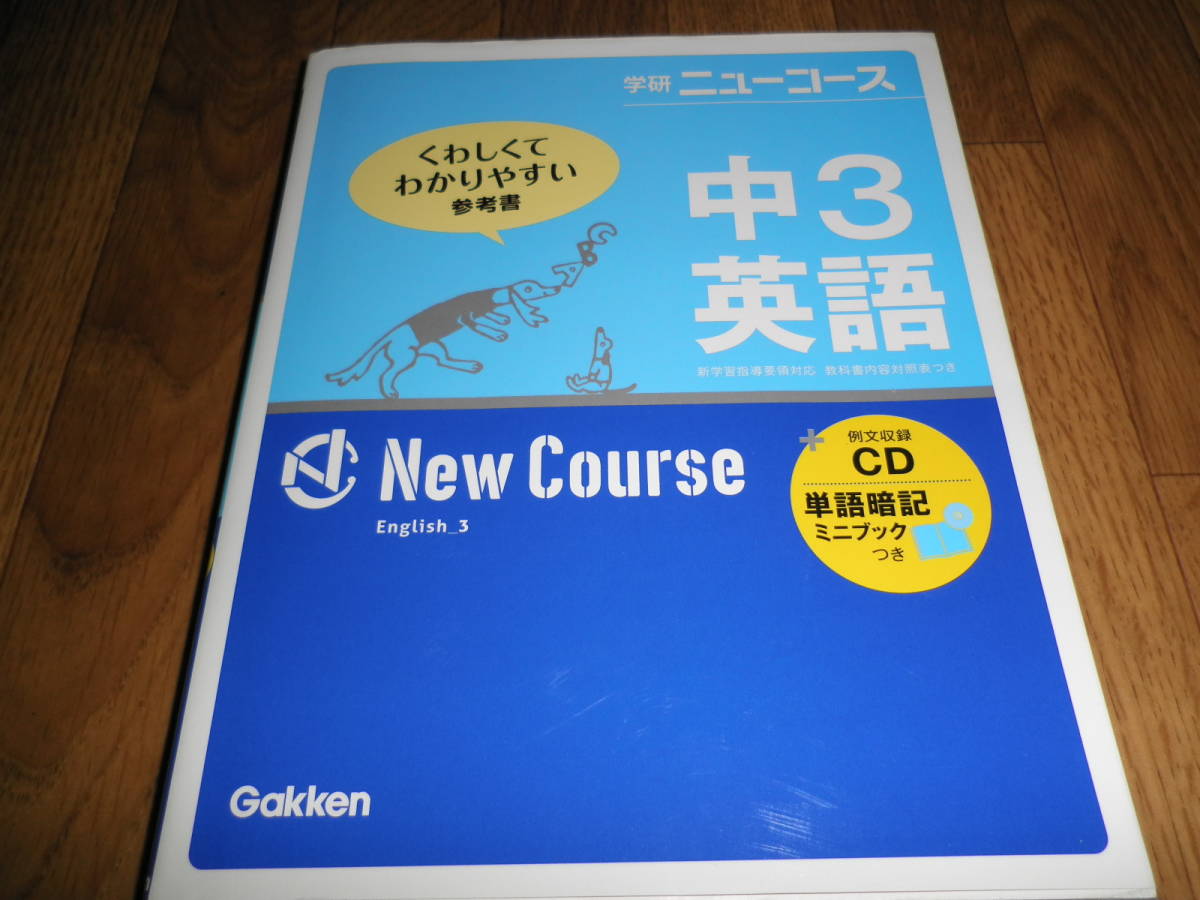 学研 ニューコース
くわしくて
わかりやすい
参考書
ABC
中3
英語
新学習指導要領対応 教科書内容対照表つき
New Course
English_3
+
例文収録
CD
単語暗記
ミニブック
つき
Gakken